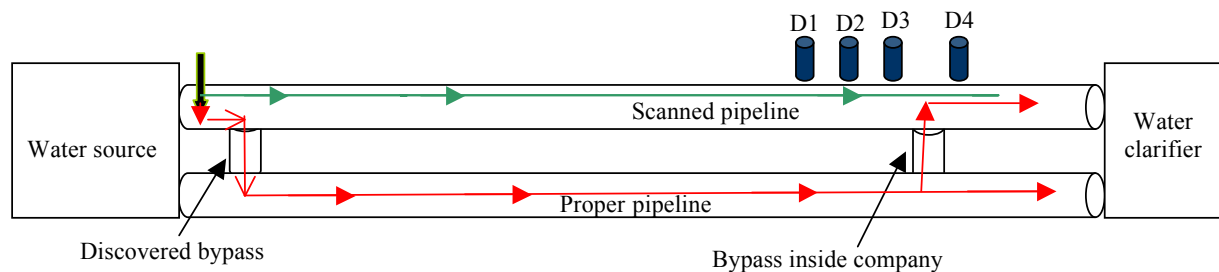 D1 D2 D3 D4
Scanned pipeline
Water source
Water
clarifier
Proper pipeline
Discovered bypass
Bypass inside company